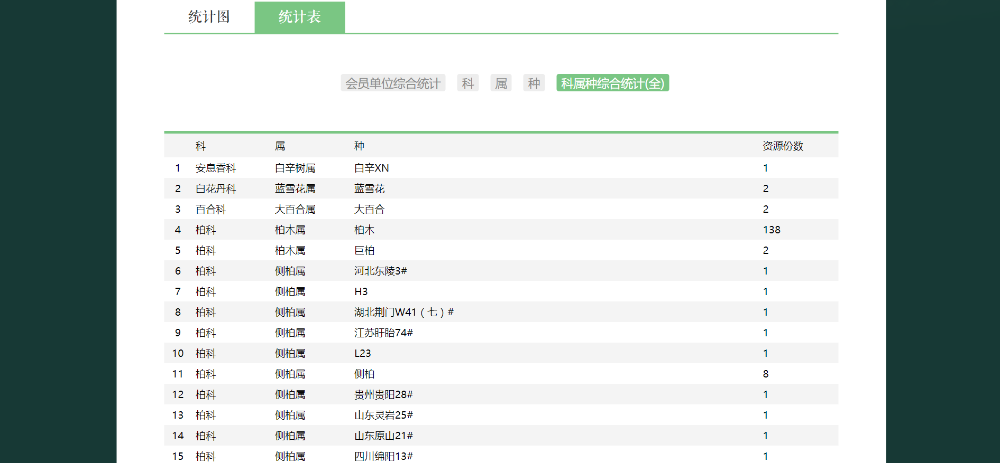 统计图 统计表
会员单位综合统计 科 属 种 科属种综合统计(全)
科 属 种 资源份数
1 安息香科 白辛树属 白辛XN 1
2 白花丹科 蓝雪花属 蓝雪花 2
3 百合科 大百合属 大百合 2
4 柏科 柏木属 柏木 138
5 柏科 柏木属 巨柏 2
6 柏科 侧柏属 河北东陵3# 1
7 柏科 侧柏属 H3 1
8 柏科 侧柏属 湖北荆门W41（七）# 1
9 柏科 侧柏属 江苏盱眙74# 1
10 柏科 侧柏属 L23 1
11 柏科 侧柏属 侧柏 8
12 柏科 侧柏属 贵州贵阳28# 1
13 柏科 侧柏属 山东灵岩25# 1
14 柏科 侧柏属 山东原山21# 1
15 柏科 侧柏属 四川绵阳13# 1